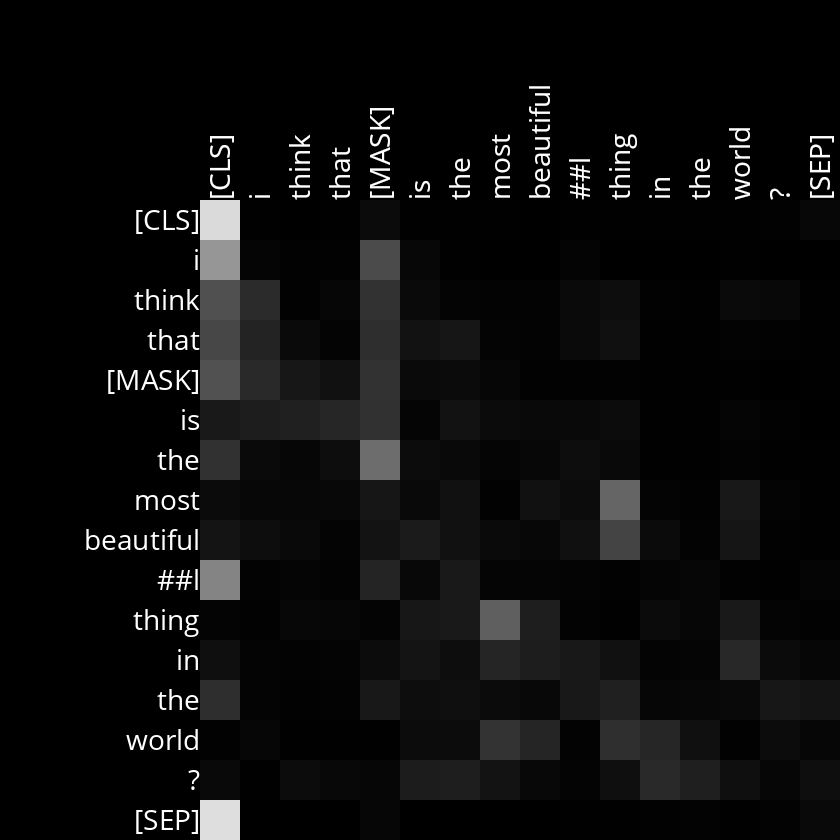 [CLS] i think that [MASK] is the most beautiful ##l thing in the world ? [SEP]
[CLS]
i
think
that
[MASK]
is
the
most
beautiful
##l
thing
in
the
world
?
[SEP]